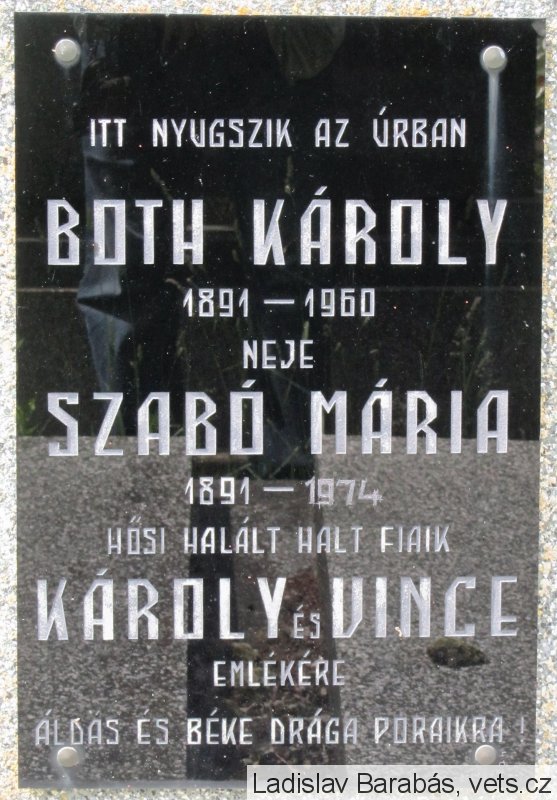 ITT NYUGSZIK AZ ÚRBAN
BOTH KÁROLY
1891 – 1960
NEJE
SZABÓ MÁRIA
1891 – 1974
HŐSI HALÁLT HALT FIAIK
KÁROLY ÉS VINCE
EMLÉKÉRE
ÁLDÁS ÉS BÉKE DRÁGA PORAIKRA !
Ladislav Barabás, vets.cz